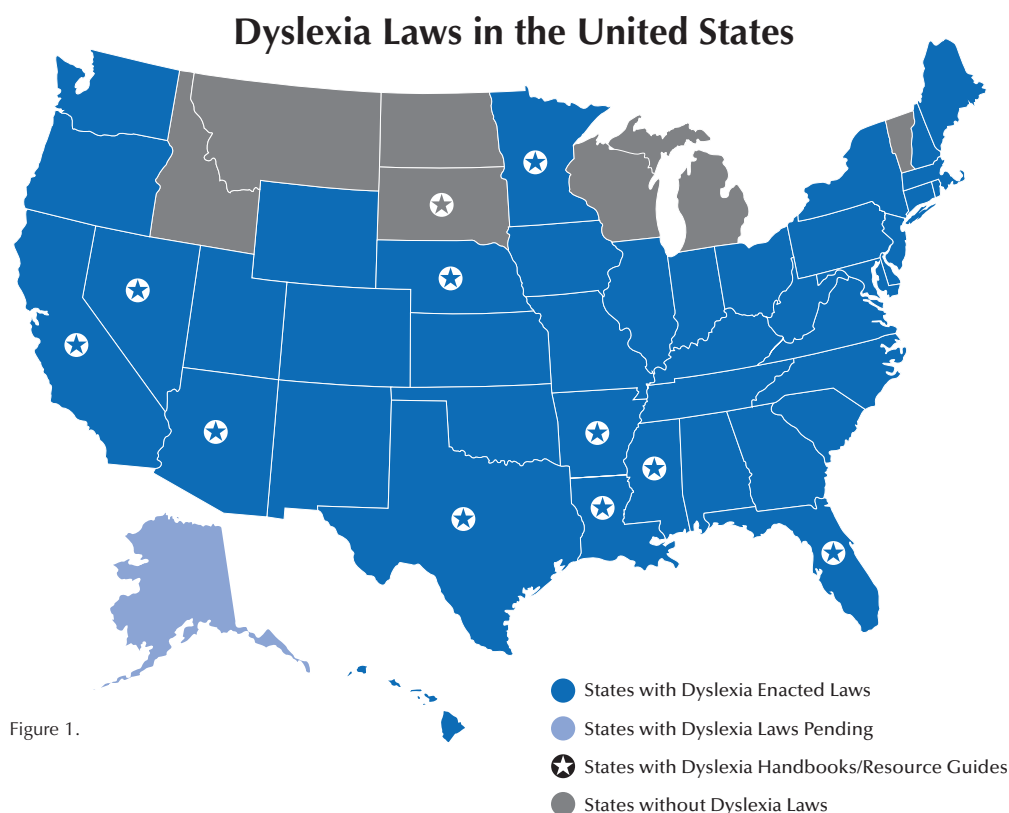 Dyslexia Laws in the United States
States with Dyslexia Enacted Laws
Figure 1.
States with Dyslexia Laws Pending
States with Dyslexia Handbooks/Resource Guides
States without Dyslexia Laws